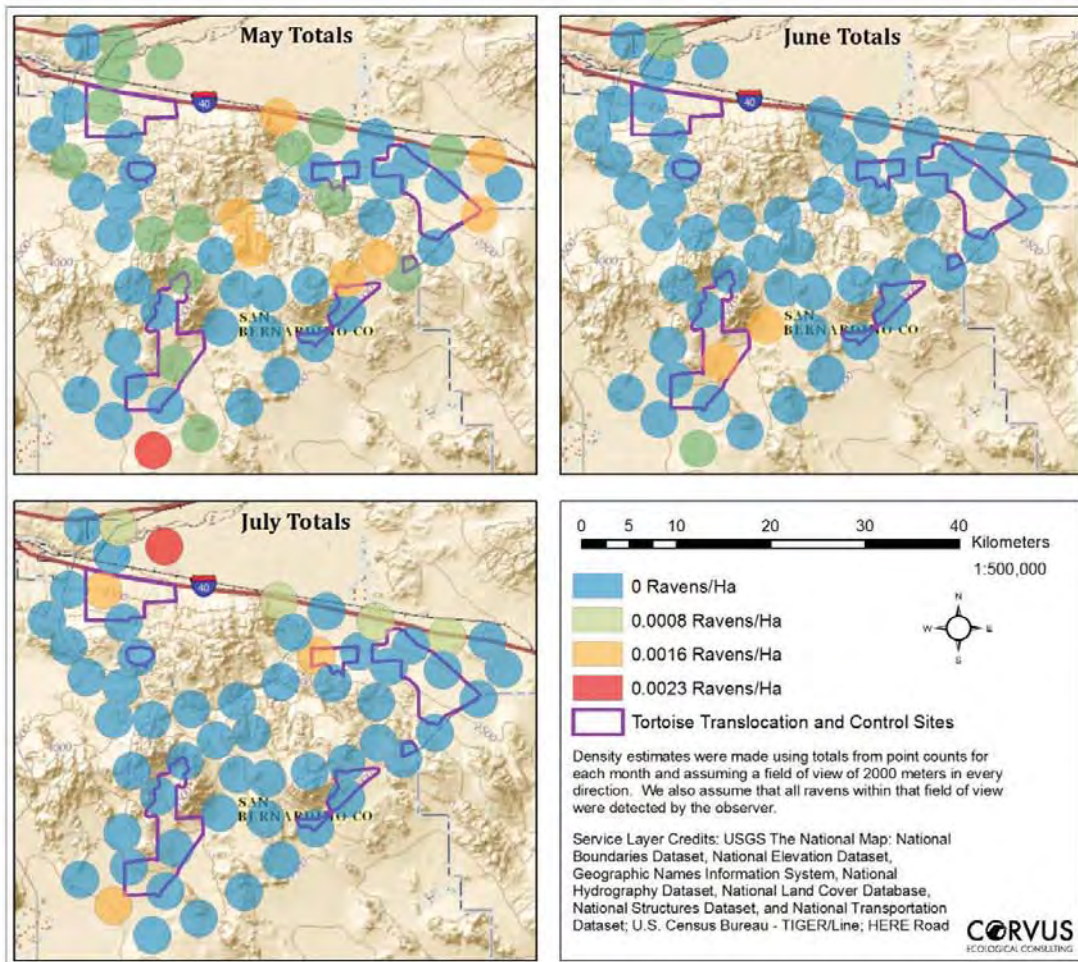 May Totals
June Totals
40
40
SAN
BERNARDINO CO
SAN
BERNARDINO CO
July Totals
40
SAN
BERNARDINO CO
0 5 10 20 30 40
Kilometers
1:500,000
N
W E
S
0 Ravens/Ha
0.0008 Ravens/Ha
0.0016 Ravens/Ha
0.0023 Ravens/Ha
Tortoise Translocation and Control Sites
Density estimates were made using totals from point counts for
each month and assuming a field of view of 2000 meters in every
direction. We also assume that all ravens within that field of view
were detected by the observer.
Service Layer Credits: USGS The National Map: National
Boundaries Dataset, National Elevation Dataset,
Geographic Names Information System, National
Hydrography Dataset, National Land Cover Database,
National Structures Dataset, and National Transportation
Dataset; U.S. Census Bureau - TIGER/Line; HERE Road
CORVUS
ECOLOGICAL CONSULTING